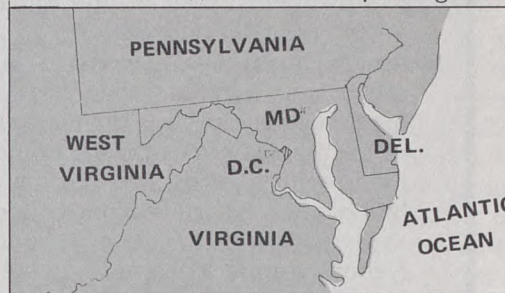 PENNSYLVANIA
MD
WEST
VIRGINIA
DEL.
D.C.
VIRGINIA
ATLANTIC
OCEAN